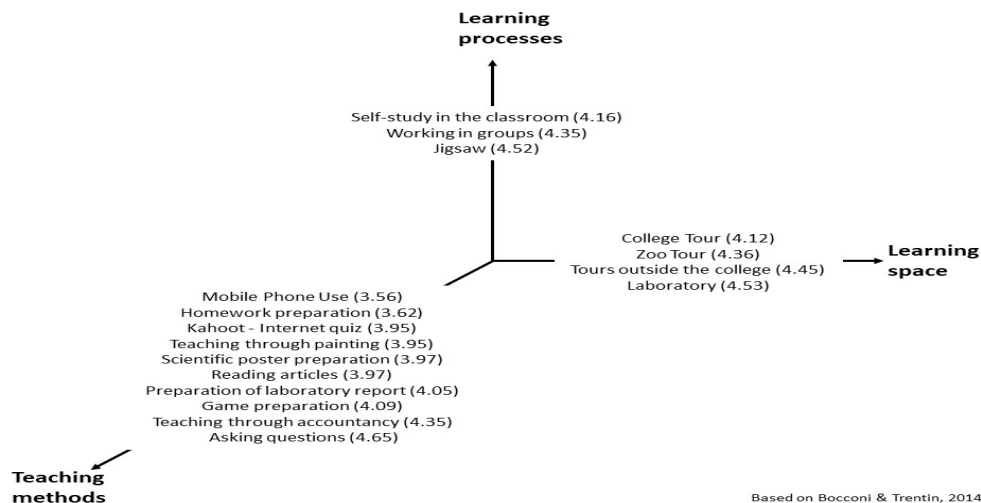 Learning
processes
Self-study in the classroom (4.16)
Working in groups (4.35)
Jigsaw (4.52)
College Tour (4.12)
Zoo Tour (4.36)
Tours outside the college (4.45)
Laboratory (4.53)
Learning
space
Mobile Phone Use (3.56)
Homework preparation (3.62)
Kahoot - Internet quiz (3.95)
Teaching through painting (3.95)
Scientific poster preparation (3.97)
Reading articles (3.97)
Preparation of laboratory report (4.05)
Game preparation (4.09)
Teaching through accountancy (4.35)
Asking questions (4.65)
Teaching
methods
Based on Bocconi & Trentin, 2014